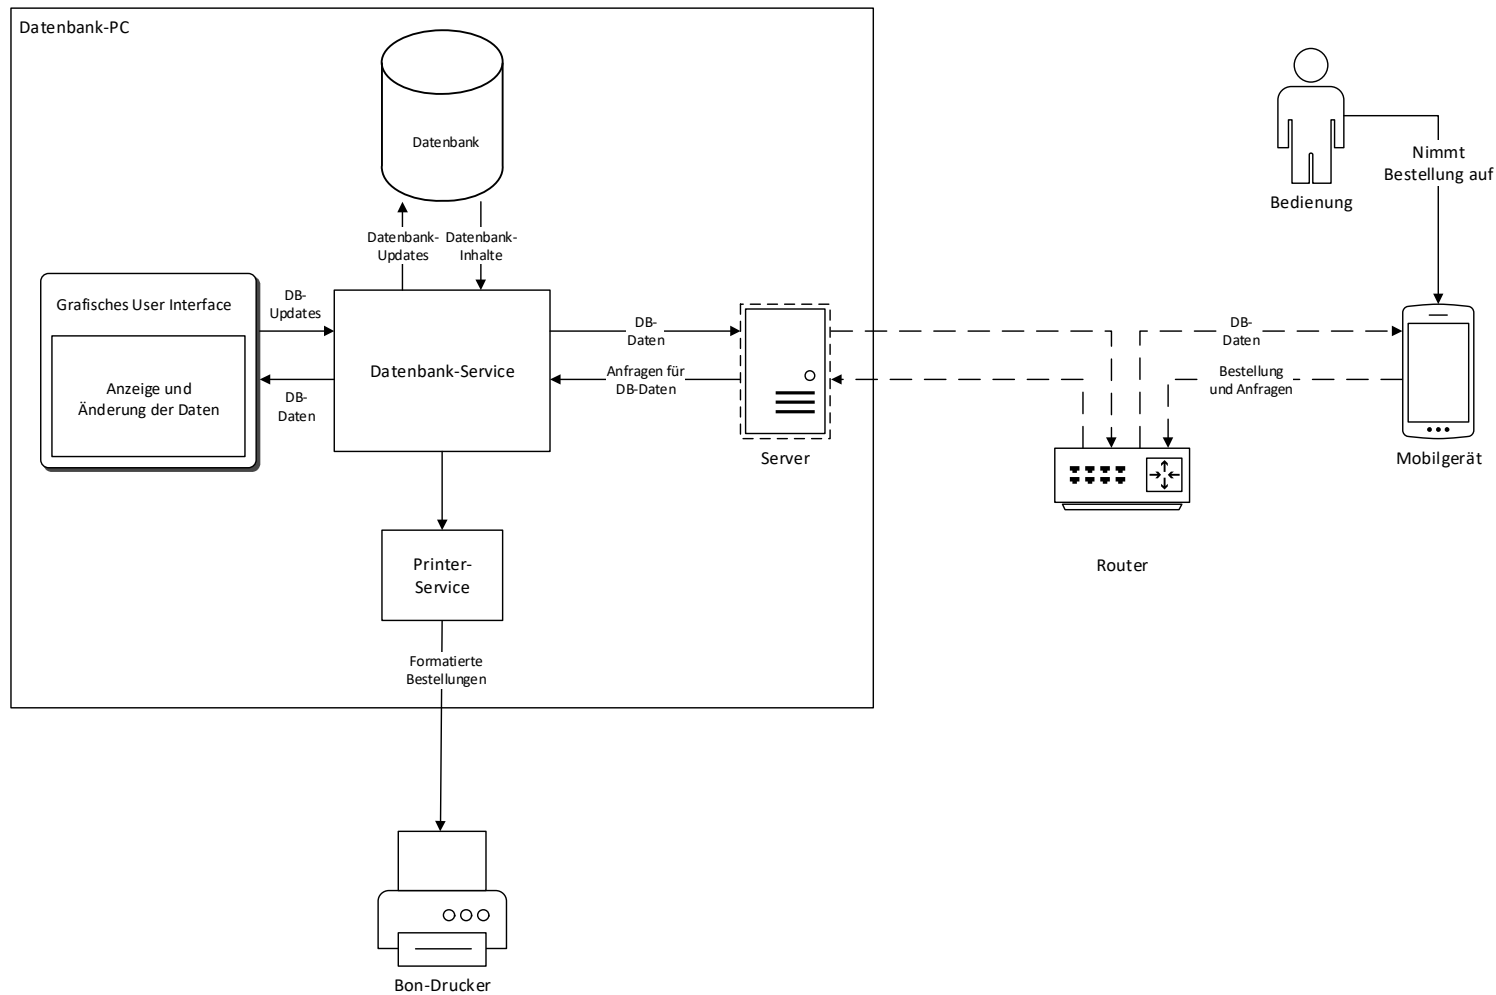 Datenbank-PC
Datenbank
Nimmt
Bestellung auf
Bedienung
Datenbank-
Updates
Datenbank-
Inhalte
Grafisches User Interface
Anzeige und
Änderung der Daten
DB-
Updates
DB-
Daten
Datenbank-Service
DB-
Daten
Anfragen für
DB-Daten
Server
DB-
Daten
Bestellung
und Anfragen
Mobilgerät
Router
Printer-
Service
Formatierte
Bestellungen
Bon-Drucker